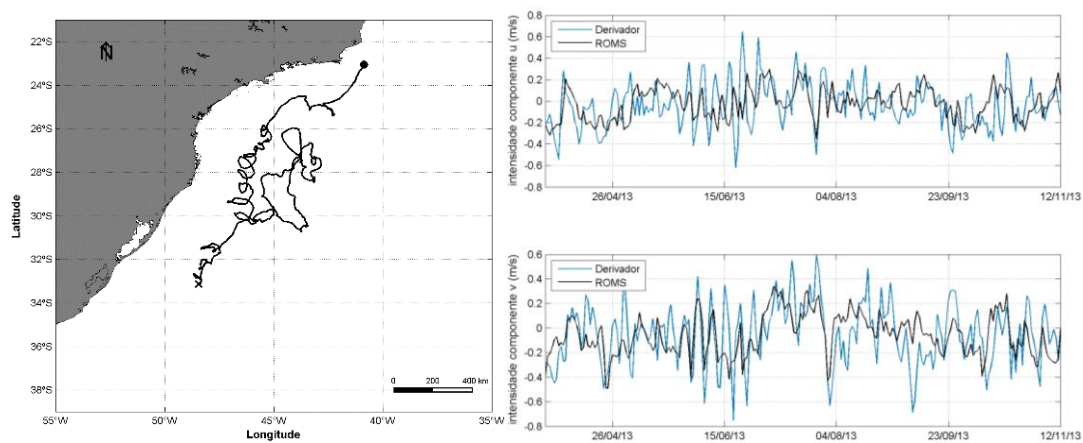 N
22°S
24°S
26°S
28°S
30°S
32°S
34°S
36°S
38°S
Latitude
0 200 400 km
55°W 50°W 45°W 40°W 35°W
Longitude
intensidade componente u (m/s)
0.8
0.6
0.4
0.2
0
-0.2
-0.4
-0.6
-0.8
Derivador
ROMS
26/04/13 15/06/13 04/08/13 23/09/13 12/11/13
intensidade componente v (m/s)
0.6
0.4
0.2
0
-0.2
-0.4
-0.6
-0.8
Derivador
ROMS
26/04/13 15/06/13 04/08/13 23/09/13 12/11/13